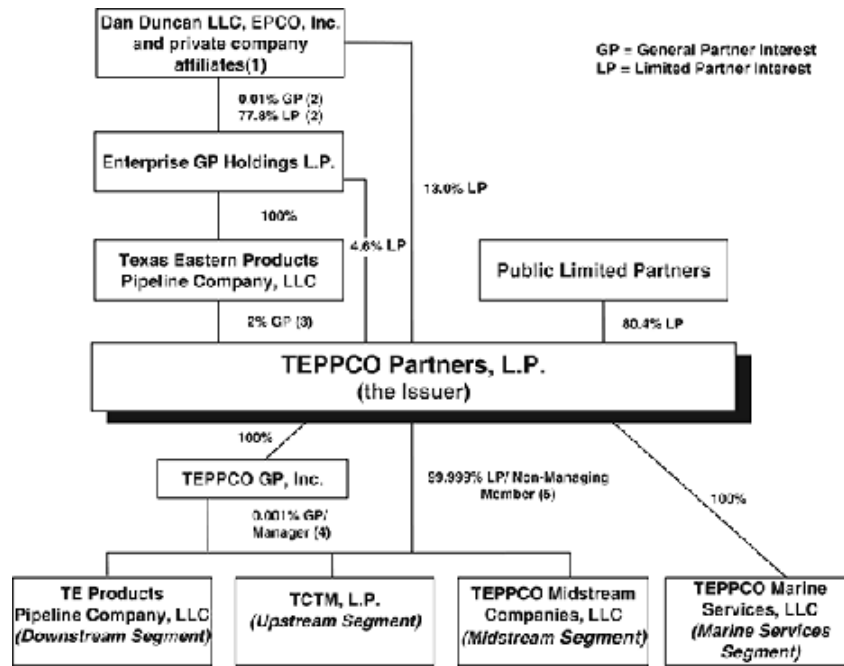 Dan Duncan LLC, EPCO, Inc.
and private company
affiliates(1)
GP = General Partner Interest
LP = Limited Partner Interest
0.01% GP (2)
77.8% LP (2)
Enterprise GP Holdings L.P.
13.0% LP
100%
4.6% LP
Texas Eastern Products
Pipeline Company, LLC
Public Limited Partners
2% GP (3)
80.4% LP
TEPPCO Partners, L.P.
(the Issuer)
100%
TEPPCO GP, Inc.
99.999% LP/ Non-Managing
Member (5)
100%
0.001% GP/
Manager (4)
TE Products
Pipeline Company, LLC
(Downstream Segment)
TCTM, L.P.
(Upstream Segment)
TEPPCO Midstream
Companies, LLC
(Midstream Segment)
TEPPCO Marine
Services, LLC
(Marine Services
Segment)